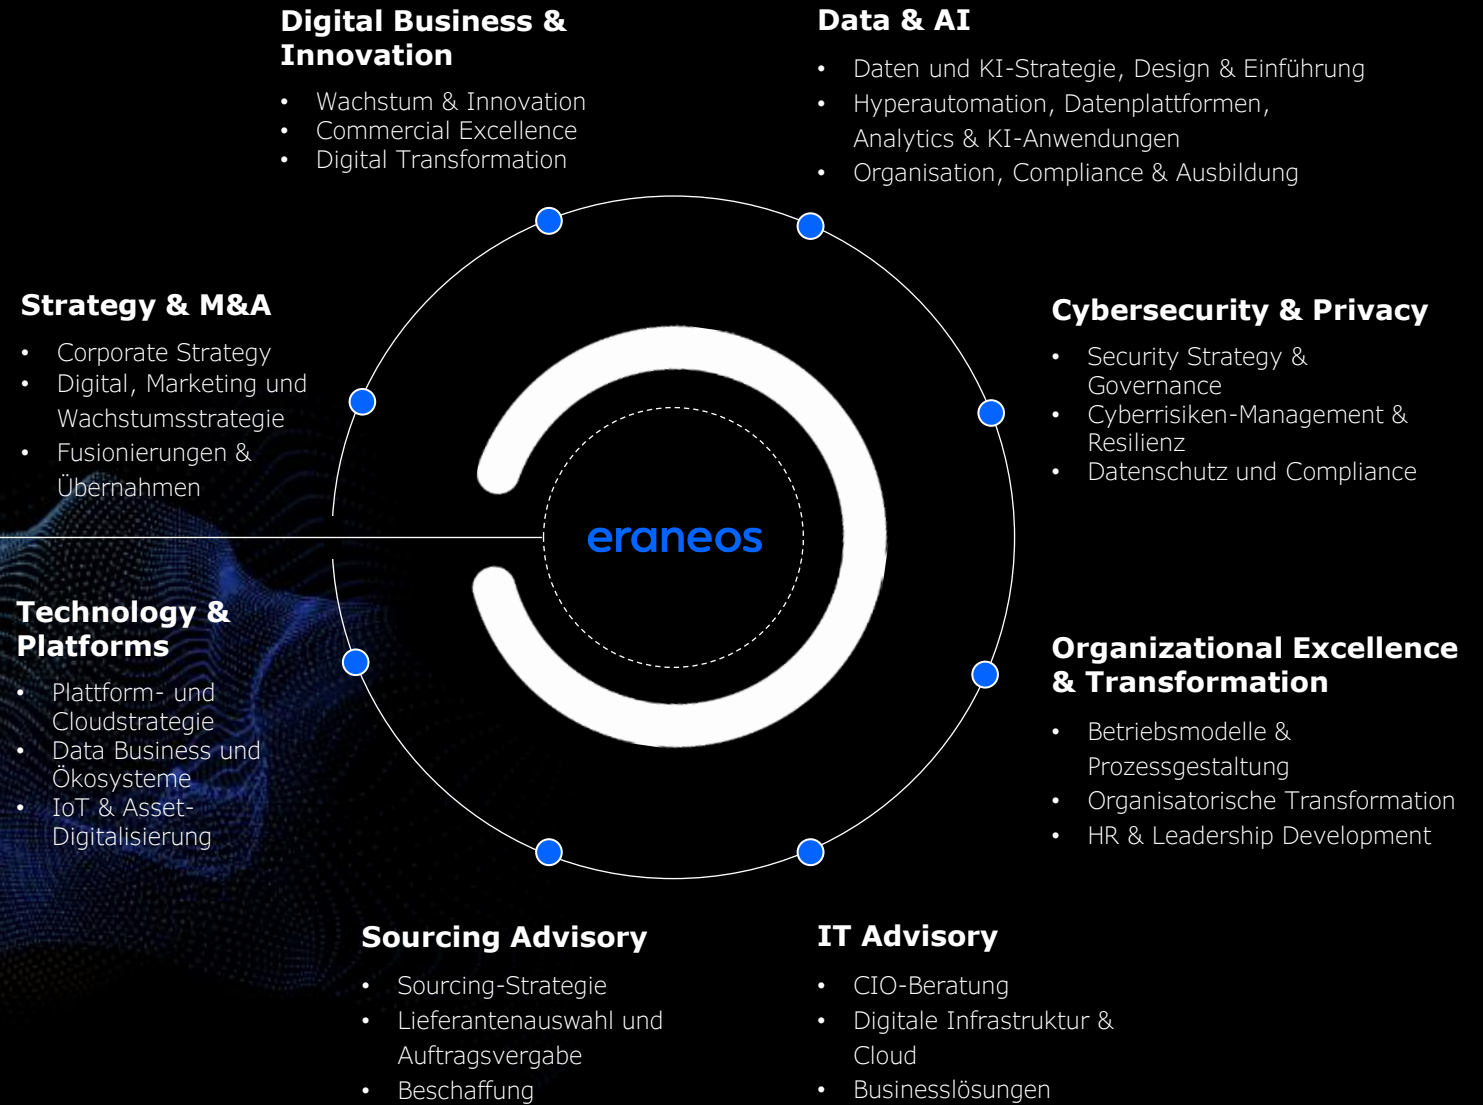 Digital Business &
Innovation
• Wachstum & Innovation
• Commercial Excellence
• Digital Transformation
Data & AI
• Daten und KI-Strategie, Design & Einführung
• Hyperautomation, Datenplattformen,
Analytics & KI-Anwendungen
• Organisation, Compliance & Ausbildung
Strategy & M&A
• Corporate Strategy
• Digital, Marketing und
Wachstumsstrategie
• Fusionierungen &
Übernahmen
Cybersecurity & Privacy
• Security Strategy &
Governance
• Cyberrisiken-Management &
Resilienz
• Datenschutz und Compliance
eraneos
Technology &
Platforms
• Plattform- und
Cloudstrategie
• Data Business und
Ökosysteme
• IoT & Asset-
Digitalisierung
Organizational Excellence
& Transformation
• Betriebsmodelle &
Prozessgestaltung
• Organisatorische Transformation
• HR & Leadership Development
Sourcing Advisory
• Sourcing-Strategie
• Lieferantenauswahl und
Auftragsvergabe
• Beschaffung
IT Advisory
• CIO-Beratung
• Digitale Infrastruktur &
Cloud
• Businesslösungen